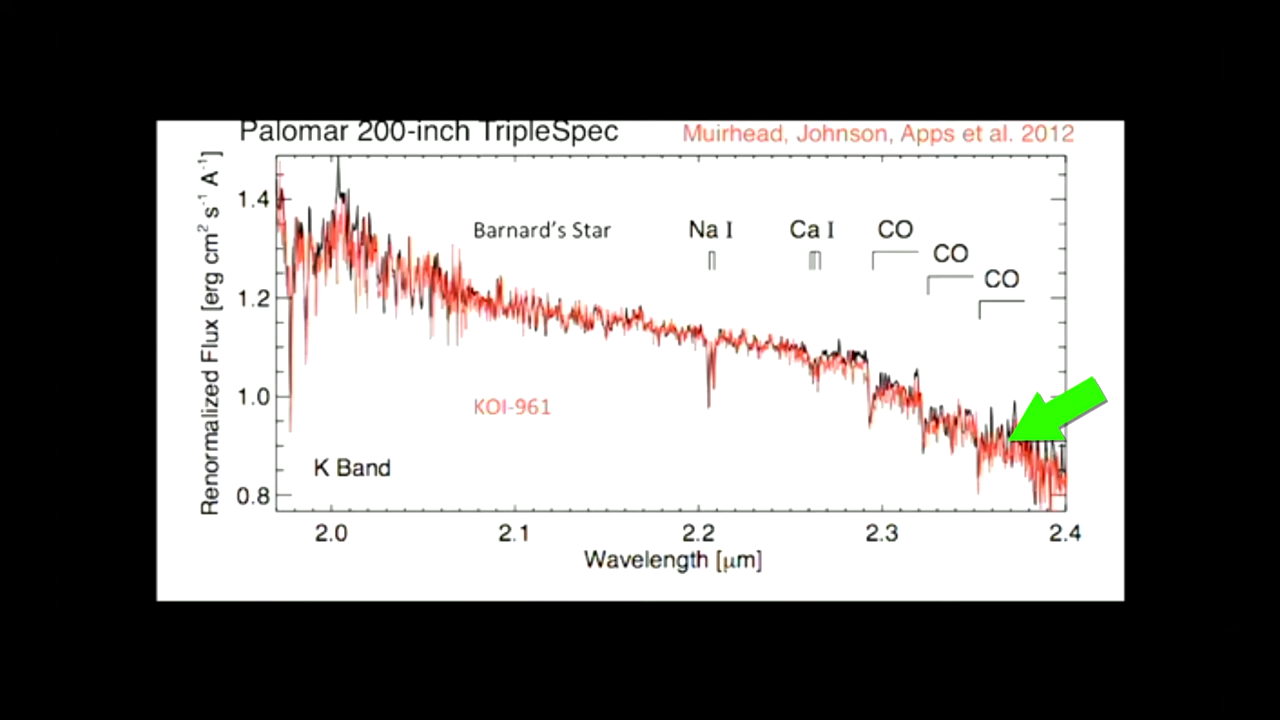 Palomar 200-inch TripleSpec
Muirhead, Johnson, Apps et al. 2012
Renormalized Flux [erg cm² s⁻¹ A⁻¹]
1.4
1.2
1.0
0.8
Barnard's Star
Na I
Ca I
CO
CO
CO
KOI-961
K Band
2.0 2.1 2.2 2.3 2.4
Wavelength [μm]